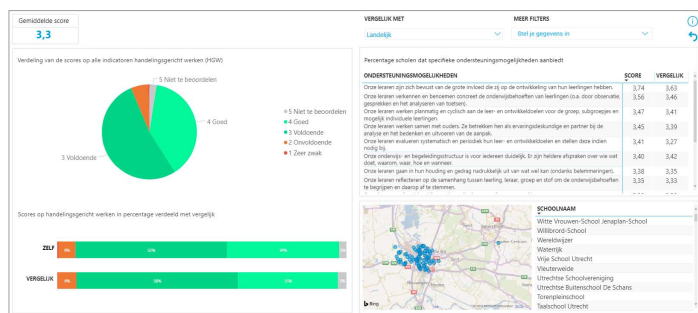 Gemiddelde score
3,3
VERGELIJK MET
Landelijk
MEER FILTERS
Stel je gegevens in
Verdeling van de scores op alle indicatoren handelingsgericht werken (HGW)
5 Niet te beoordelen
4 Goed
3 Voldoende
5 Niet te beoordelen
4 Goed
3 Voldoende
2 Onvoldoende
1 Zeer zwak
Percentage scholen dat specifieke ondersteuningsmogelijkheden aanbiedt
ONDERSTEUNINGSMOGELIJKHEDEN SCORE VERGELIJK
Onze leraren zijn zich bewust van de grote invloed die zij op de ontwikkeling van hun leerlingen hebben. 3,74 3,63
Onze leraren verkennen en benoemen concreet de onderwijsbehoeften van leerlingen (o.a. door observatie, 3,56 3,46
gesprekken en het analyseren van toetsen).
Onze leraren werken planmatig en cyclisch aan de leer- en ontwikkeldoelen voor de groep, subgroepjes en 3,47 3,41
mogelijk individuele leerlingen.
Onze leraren werken samen met ouders. Ze betrekken hen als ervaringsdeskundige en partner bij de 3,45 3,39
analyse en het bedenken en uitvoeren van de aanpak.
Onze leraren evalueren systematisch en periodiek hun leer- en ontwikkeldoelen en stellen deze indien 3,41 3,27
nodig bij.
Onze onderwijs- en begeleidingsstructuur is voor iedereen duidelijk. Er zijn heldere afspraken over wie wat 3,40 3,42
doet, waarom, waar, hoe en wanneer.
Onze leraren gaan in hun houding en gedrag nadrukkelijk uit van wat wél kan (ondanks belemmeringen). 3,38 3,35
Onze leraren reflecteren op de samenhang tussen leerling, leraar, groep en stof om de onderwijsbehoeften 3,35 3,33
te begrijpen en daarop af te stemmen.
Scores op handelingsgericht werken in percentage verdeeld met vergelijk
ZELF
VERGELIJK
Bing
SCHOOLNAAM
Witte Vrouwen-School Jenaplan-School
Willibrord-School
Wereldwijzer
Waterrijk
Vrije School Utrecht
Vleuterweide
Utrechtse Schoolvereniging
Utrechtse Buitenschool De Schans
Torenpleinschool
Taalschool Utrecht